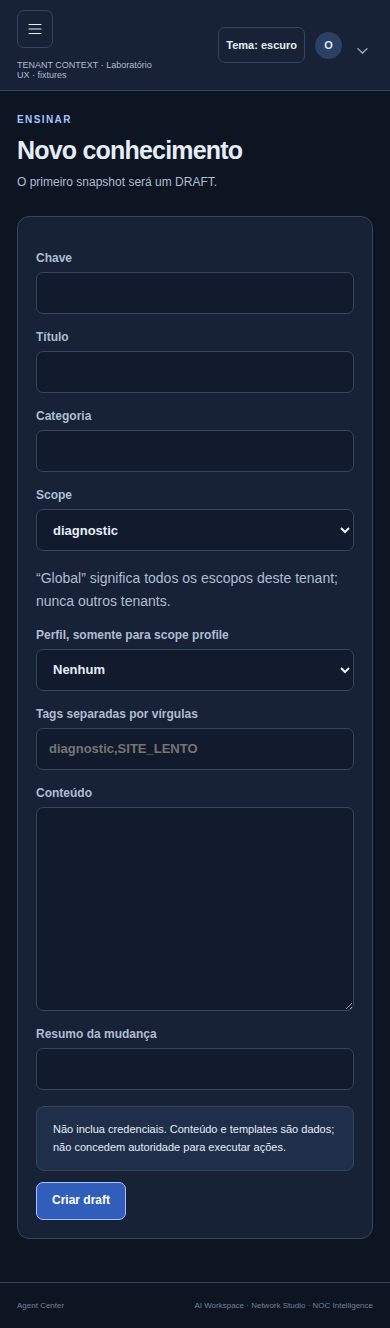 TENANT CONTEXT · Laboratório
UX · fixtures
Tema: escuro
O
ENSINAR
Novo conhecimento
O primeiro snapshot será um DRAFT.
Chave
Título
Categoria
Scope
diagnostic
“Global” significa todos os escopos deste tenant;
nunca outros tenants.
Perfil, somente para scope profile
Nenhum
Tags separadas por vírgulas
diagnostic,SITE_LENTO
Conteúdo
Resumo da mudança
Não inclua credenciais. Conteúdo e templates são dados;
não concedem autoridade para executar ações.
Criar draft
Agent Center
AI Workspace · Network Studio · NOC Intelligence